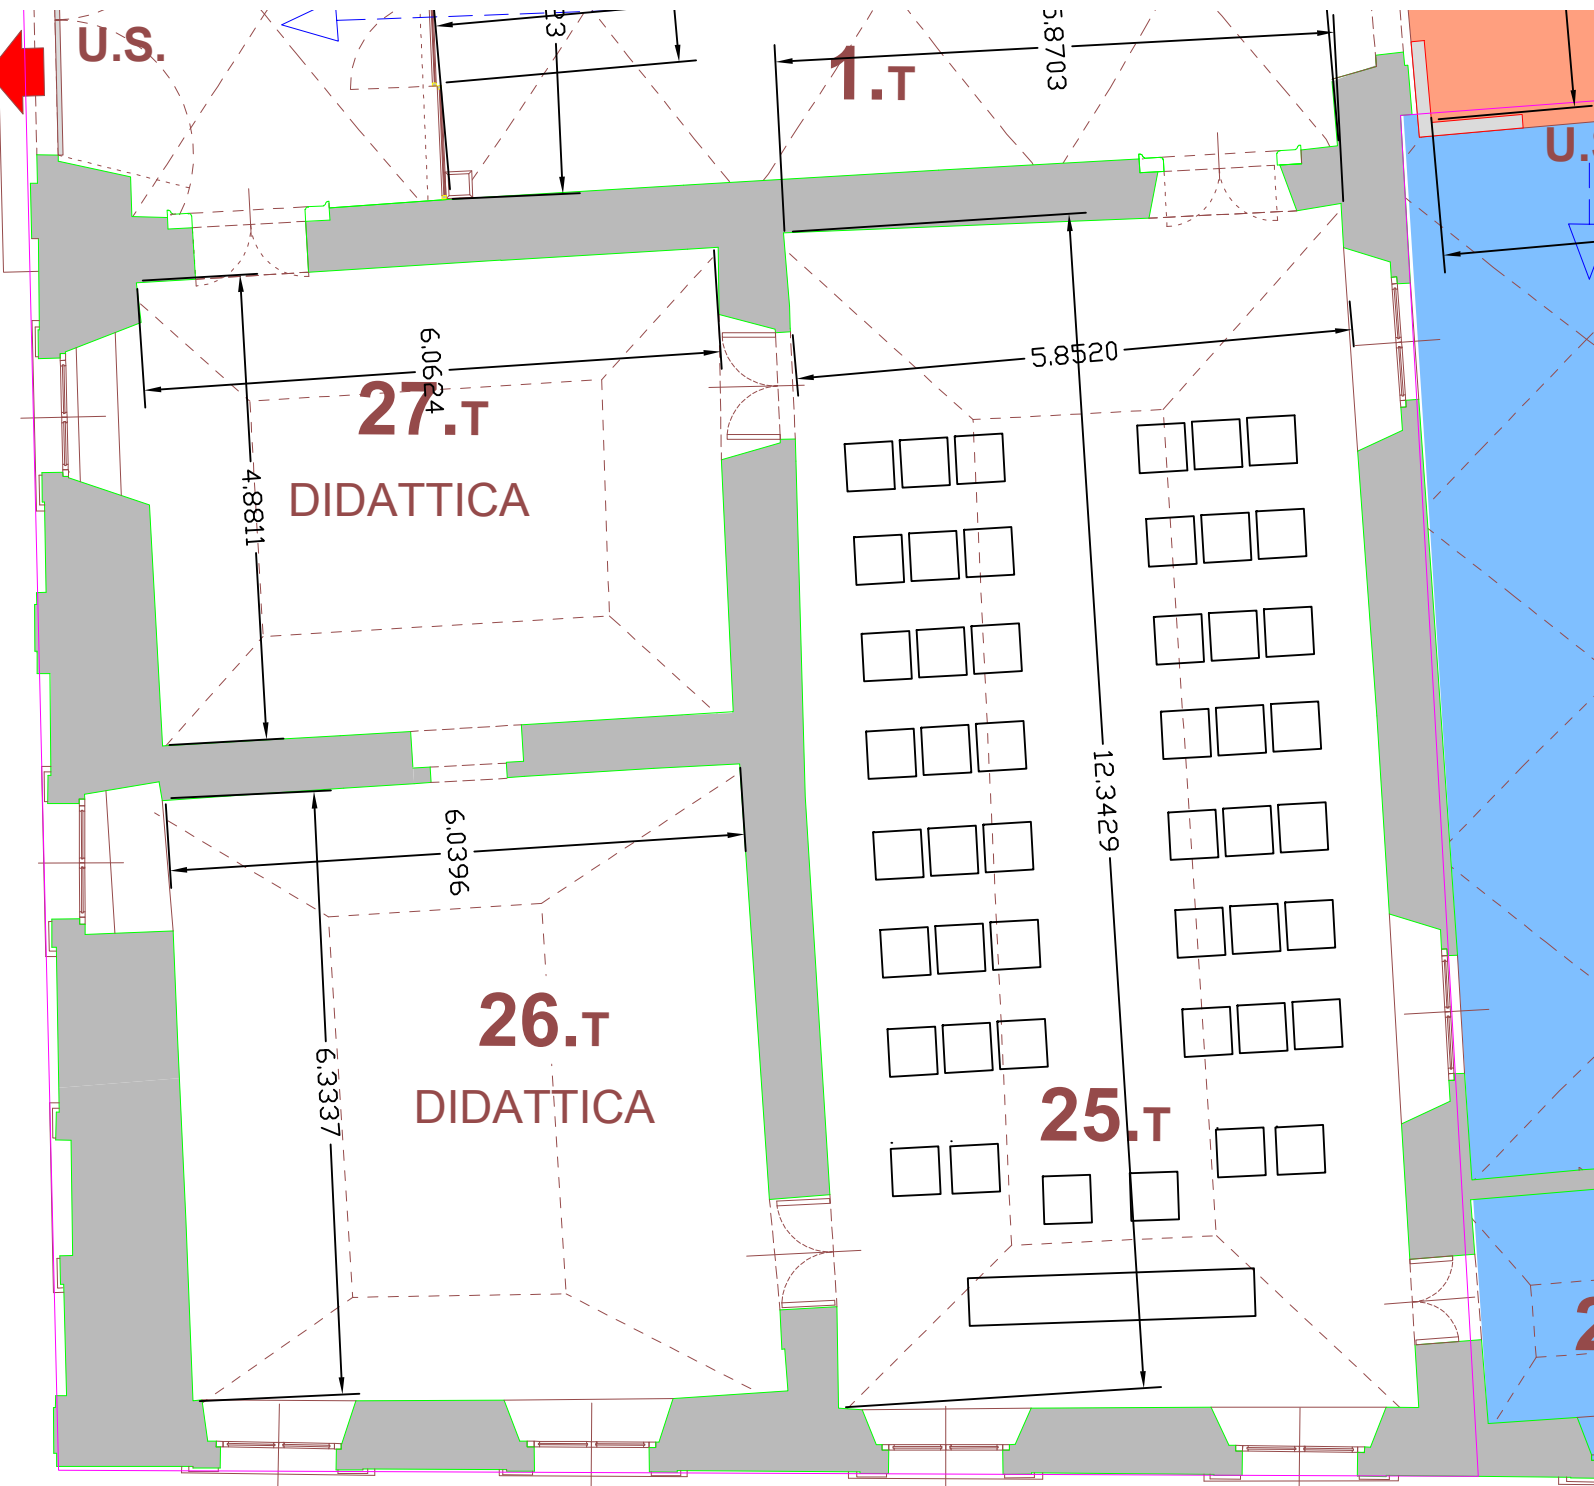 U.S.
1.T
5.8703
6.0624
27.T
DIDATTICA
4.8811
5.8520
12.3429
6.0396
26.T
DIDATTICA
6.3337
25.T